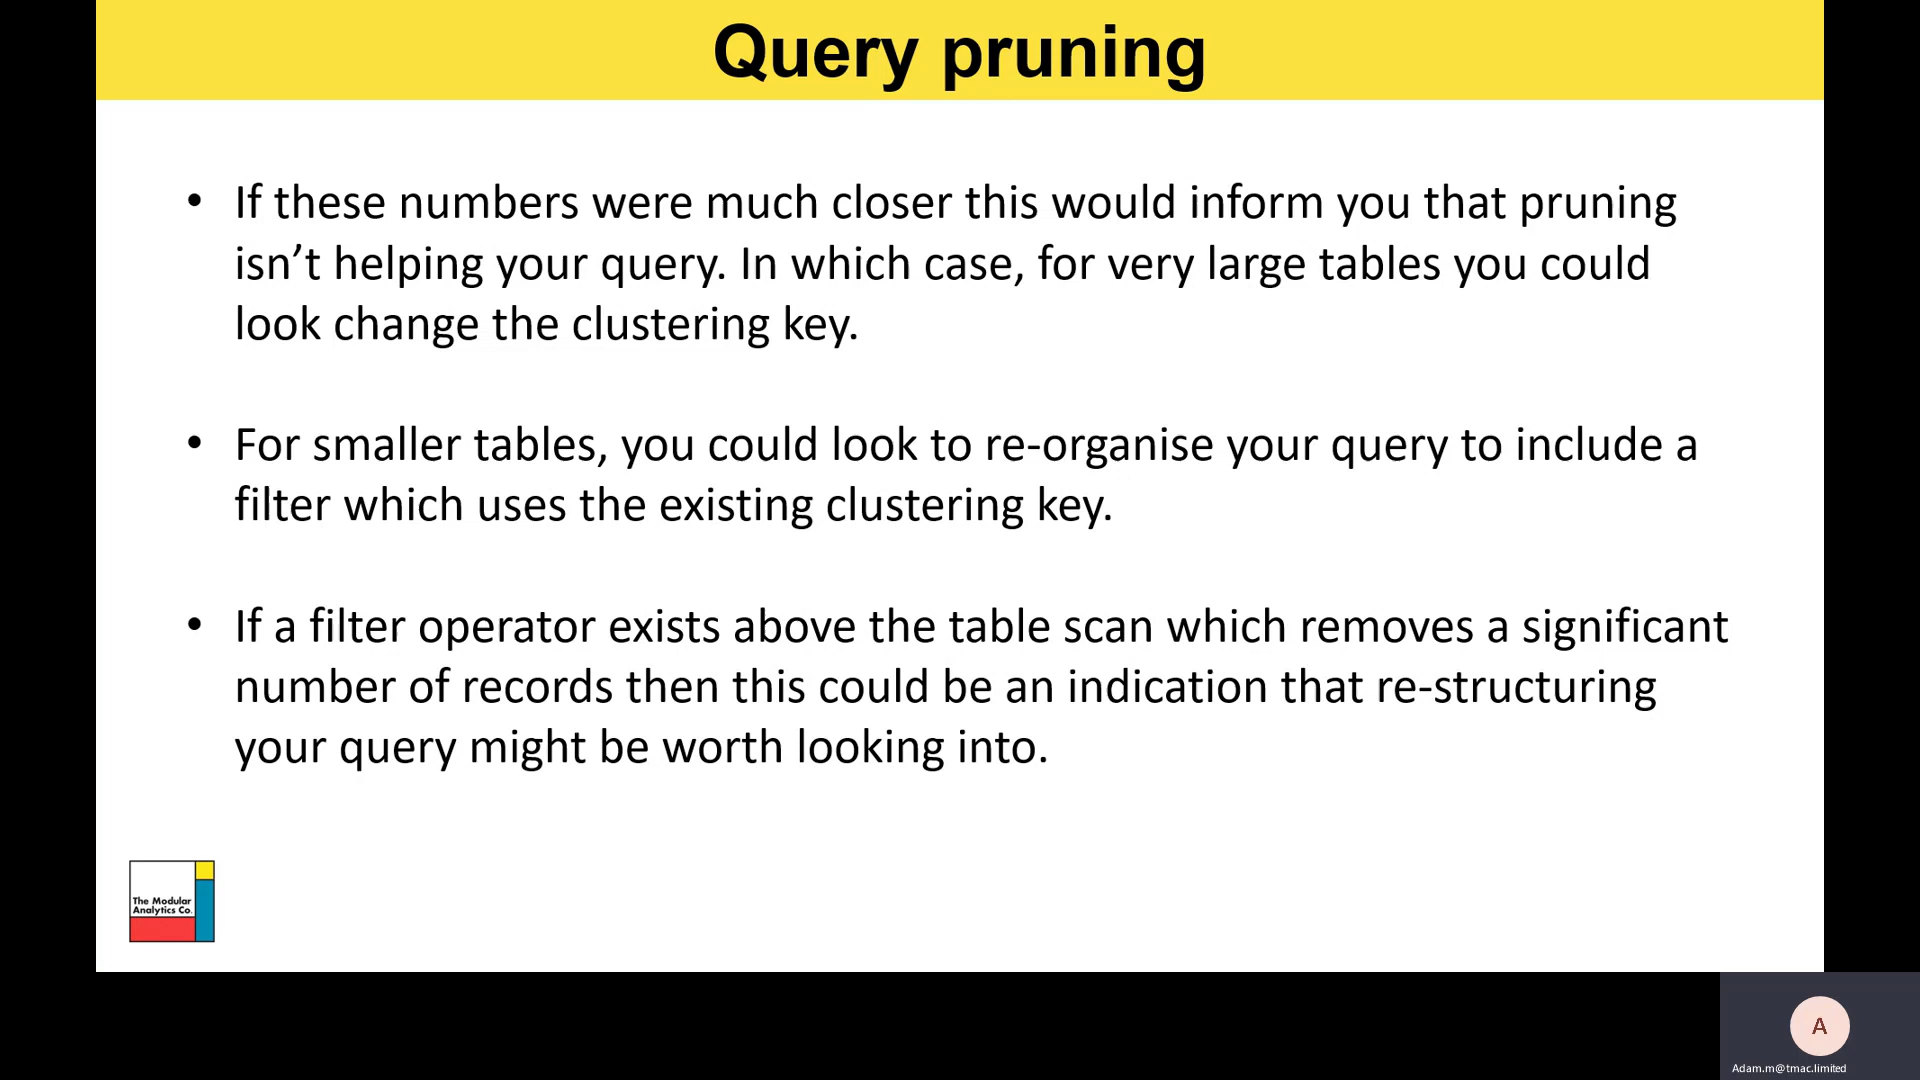 Query pruning
• If these numbers were much closer this would inform you that pruning
isn’t helping your query. In which case, for very large tables you could
look change the clustering key.
• For smaller tables, you could look to re-organise your query to include a
filter which uses the existing clustering key.
• If a filter operator exists above the table scan which removes a significant
number of records then this could be an indication that re-structuring
your query might be worth looking into.
The Modular
Analytics Co.
A
Adam.m@tmac.limited